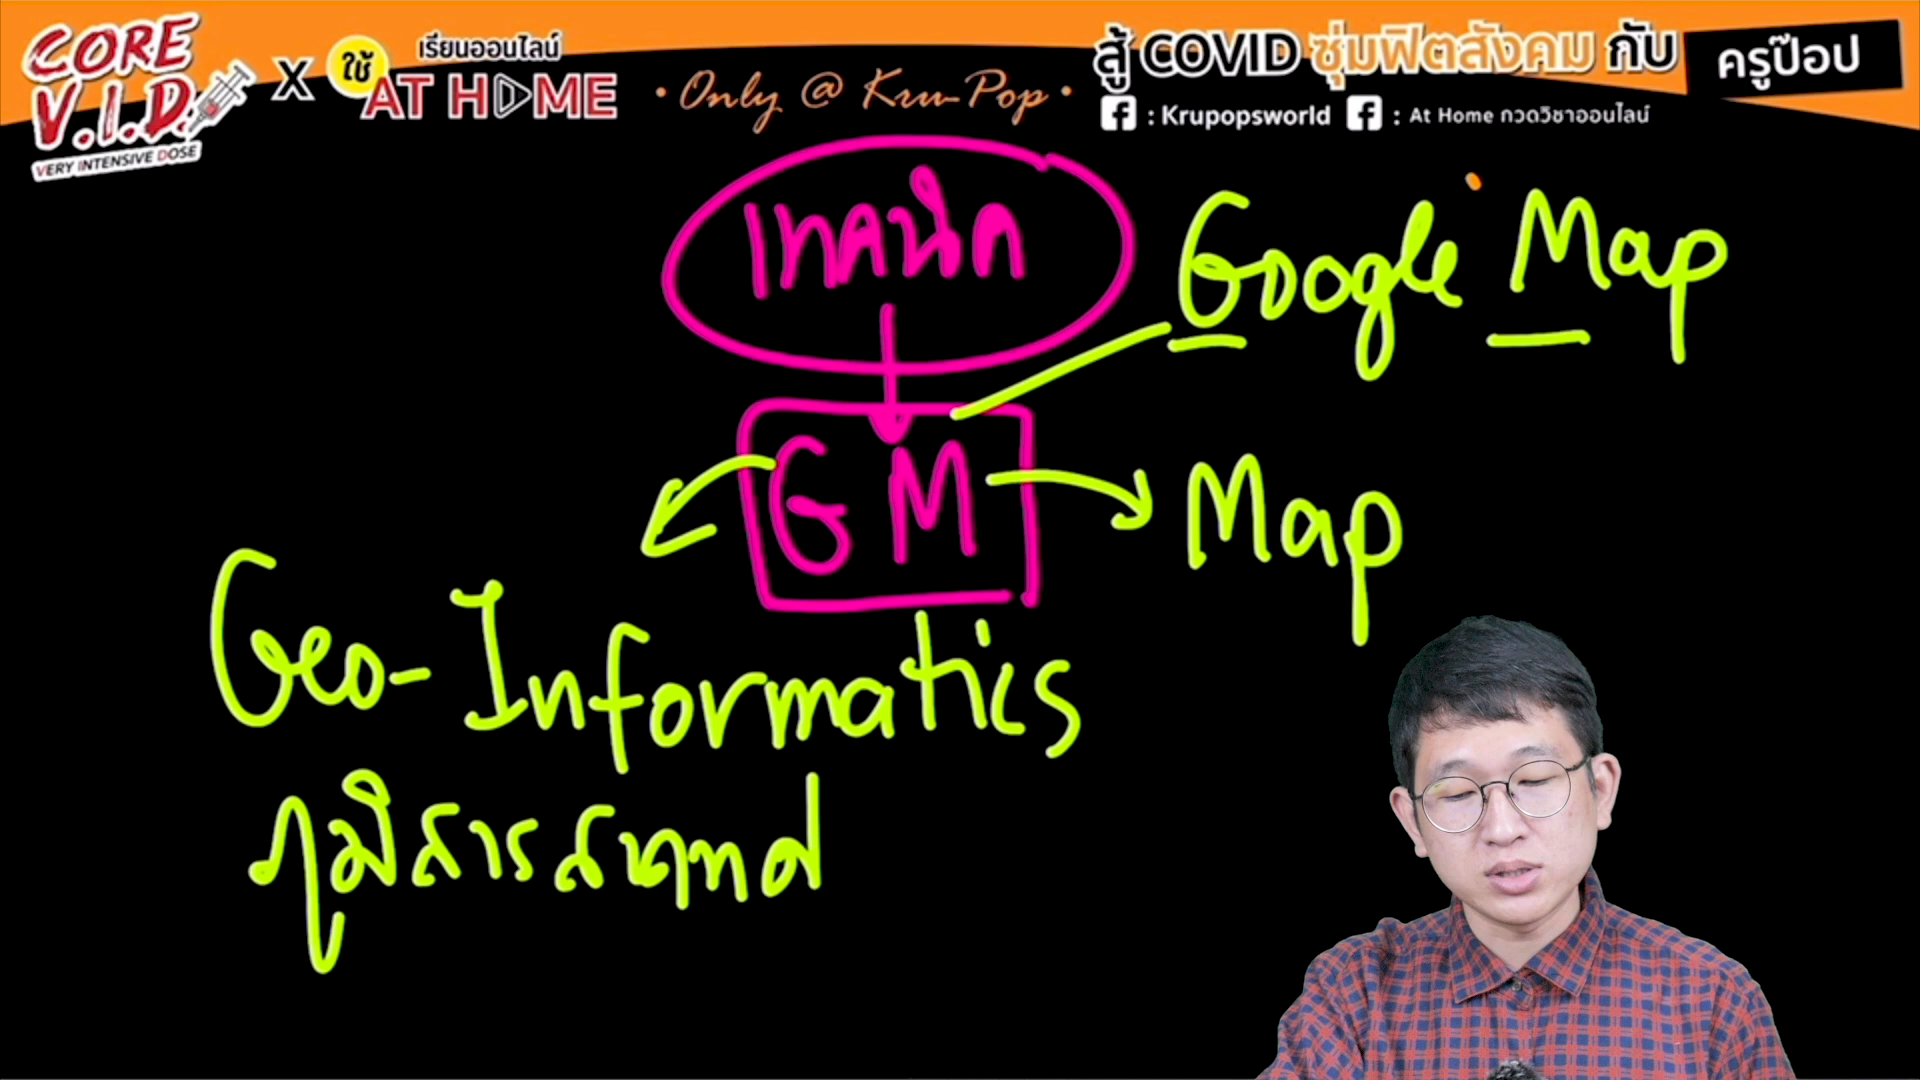 CORE
V.I.D.
VERY INTENSIVE DOSE
X
ใช้
เรียนออนไลน์
AT HOME
• Only @ Kru-Pop •
สู้ COVID ซุ่มฟิตสังคม กับ ครูป๊อป
: Krupopsworld : At Home กวดวิชาออนไลน์
เทคนิค
Google Map
G M
Map
Geo-Informatics
ภูมิสารสนเทศ